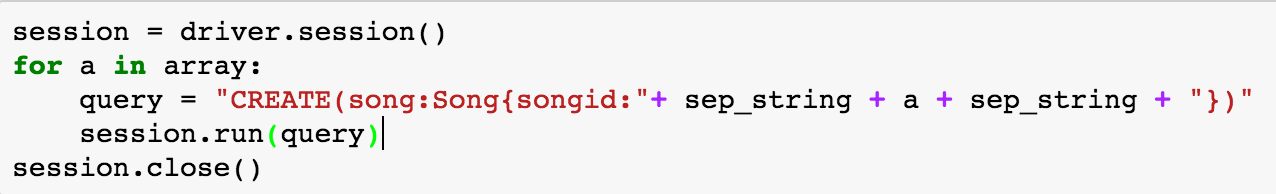 session = driver.session()
for a in array:
    query = "CREATE(song:Song{songid:"+ sep_string + a + sep_string + "})"
    session.run(query)
session.close()